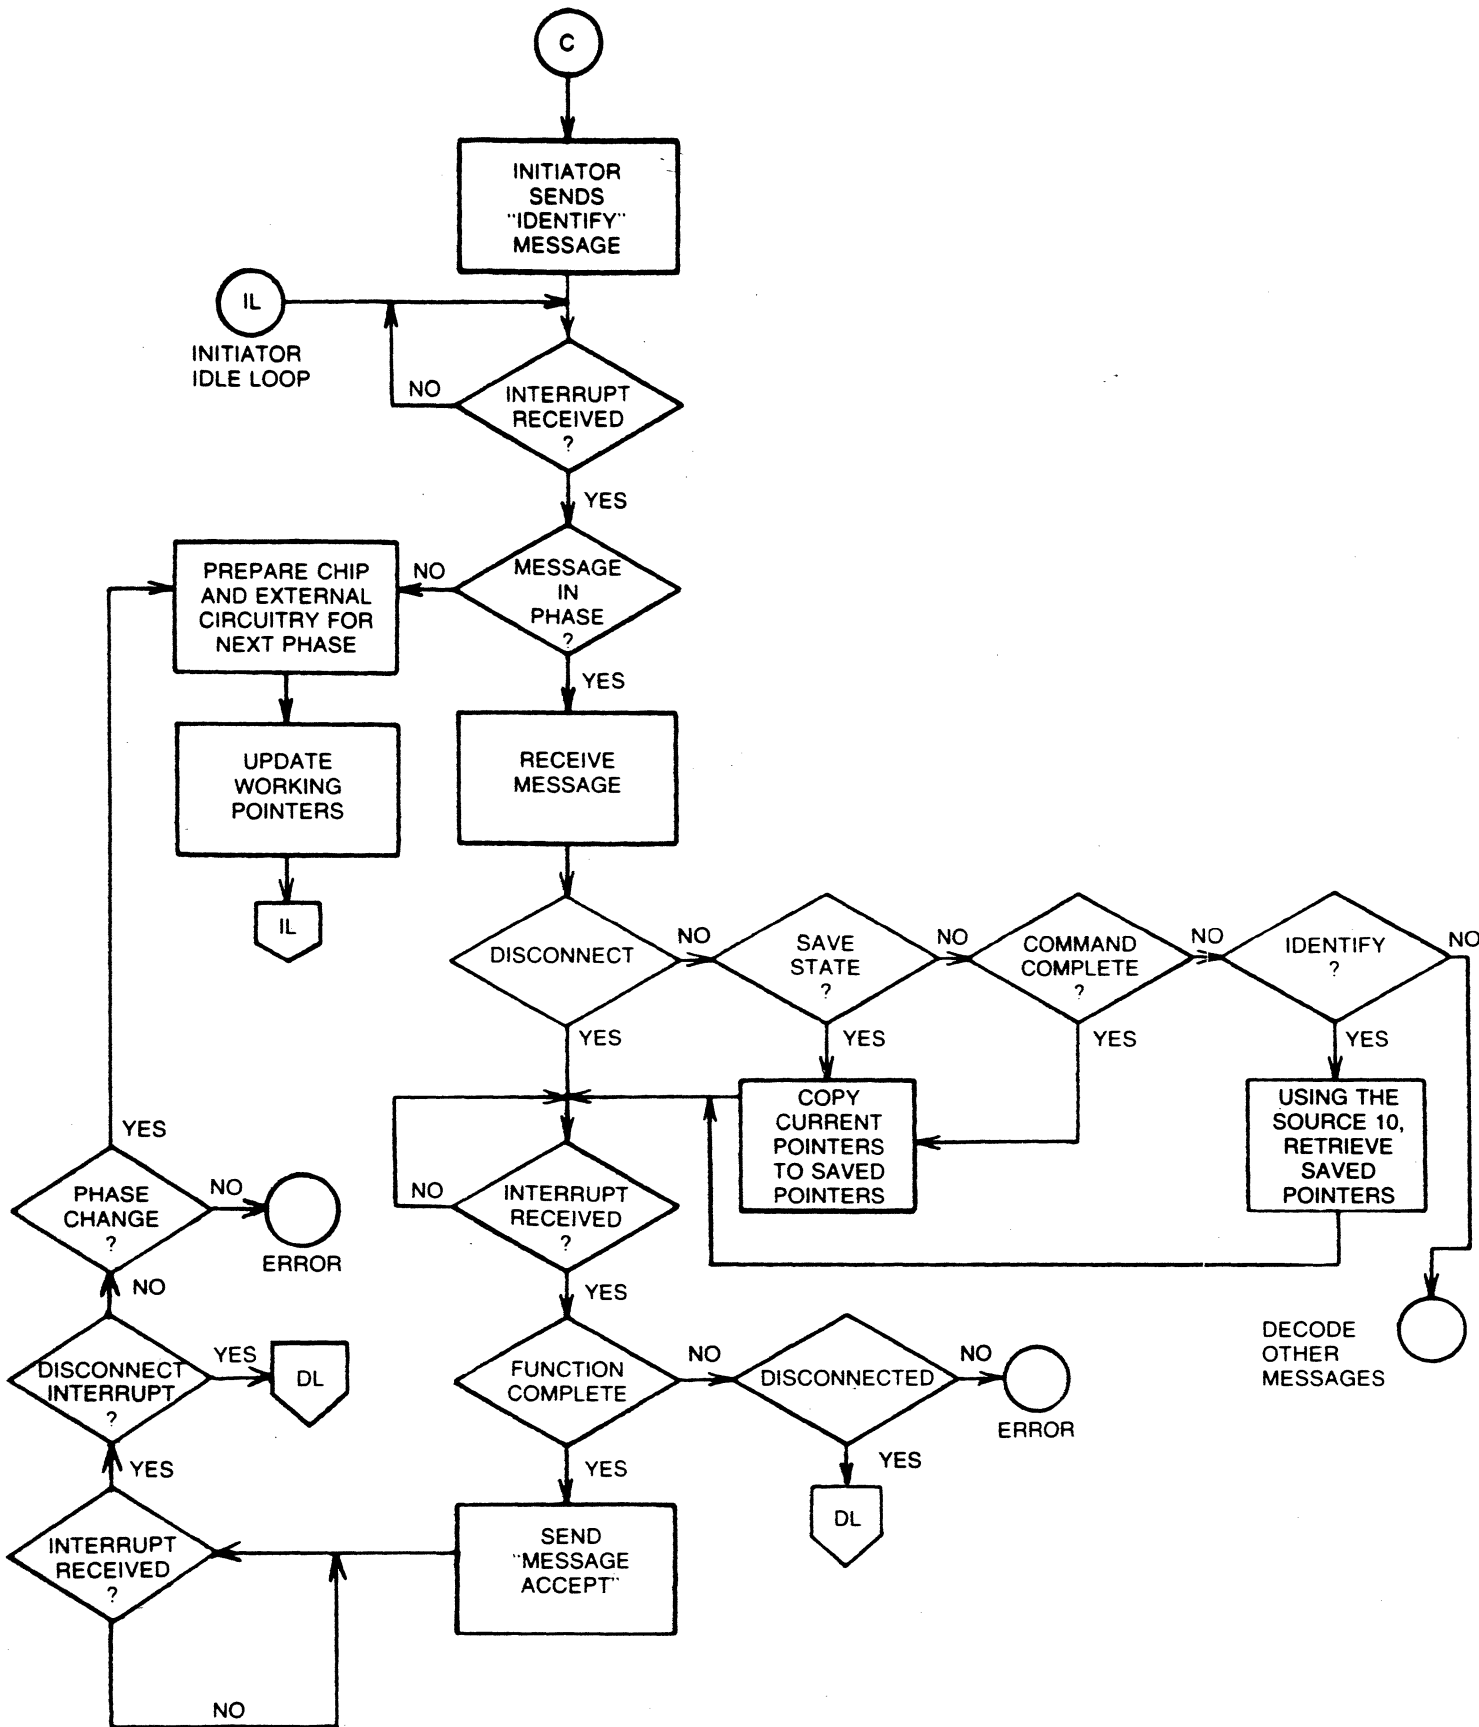 C
INITIATOR
SENDS
"IDENTIFY"
MESSAGE
IL
INITIATOR
IDLE LOOP
NO
INTERRUPT
RECEIVED
?
YES
PREPARE CHIP
AND EXTERNAL
CIRCUITRY FOR
NEXT PHASE
NO
MESSAGE
IN
PHASE
?
YES
UPDATE
WORKING
POINTERS
RECEIVE
MESSAGE
IL
DISCONNECT
NO
SAVE
STATE
?
NO
COMMAND
COMPLETE
?
NO
IDENTIFY
?
NO
YES
YES
YES
YES
COPY
CURRENT
POINTERS
TO SAVED
POINTERS
USING THE
SOURCE 10,
RETRIEVE
SAVED
POINTERS
YES
PHASE
CHANGE
?
NO
ERROR
NO
INTERRUPT
RECEIVED
?
NO
YES
DECODE
OTHER
MESSAGES
DISCONNECT
INTERRUPT
?
YES
DL
FUNCTION
COMPLETE
NO
DISCONNECTED
NO
ERROR
YES
YES
YES
DL
INTERRUPT
RECEIVED
?
SEND
"MESSAGE
ACCEPT"
NO